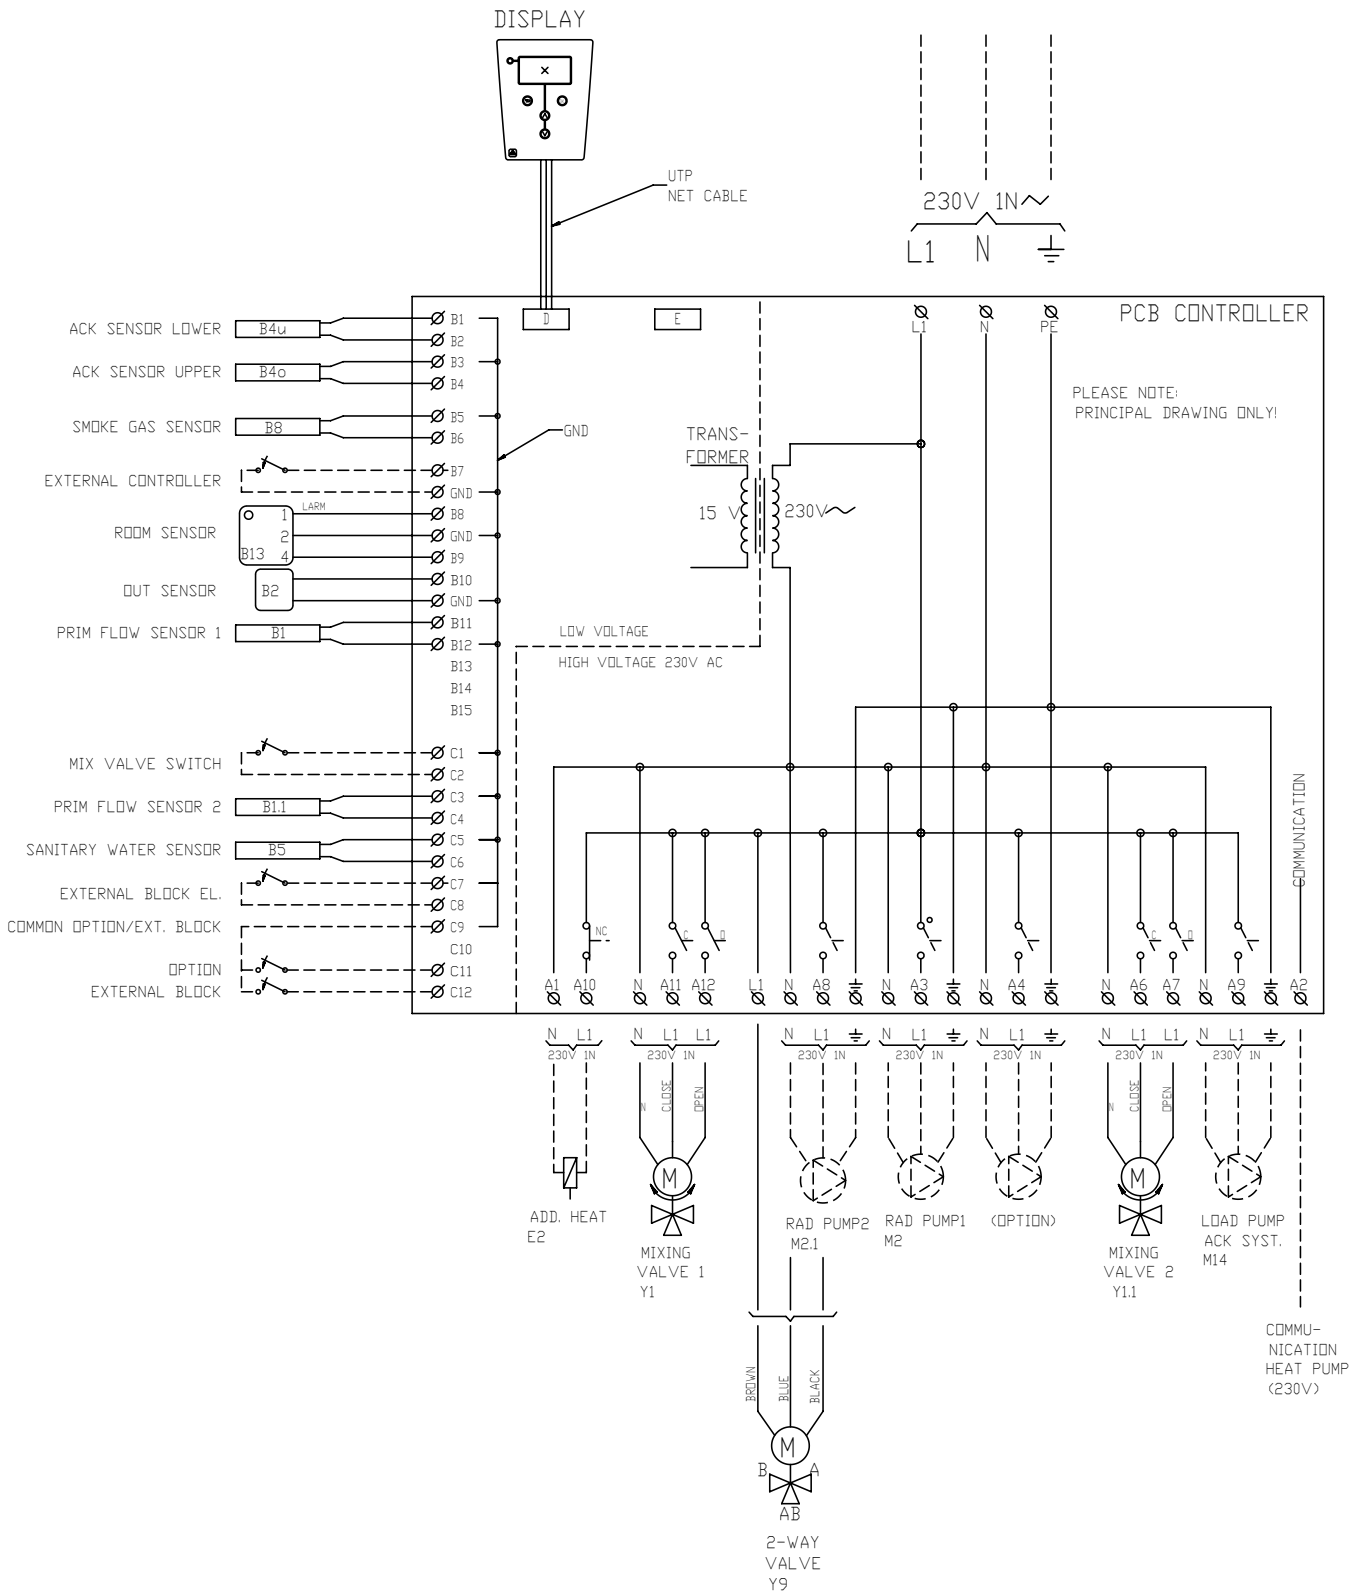 DISPLAY
UTP
NET CABLE
230V 1N
L1 N
PCB CONTROLLER
D
E
L1 N PE
PLEASE NOTE:
PRINCIPAL DRAWING ONLY!
ACK SENSOR LOWER B4u B1
B2
ACK SENSOR UPPER B4o B3
B4
SMOKE GAS SENSOR B8 B5
B6
GND
EXTERNAL CONTROLLER B7
GND
ROOM SENSOR B13 1 LARM B8
2 GND
4 B9
OUT SENSOR B2 B10
GND
PRIM FLOW SENSOR 1 B1 B11
B12
B13
B14
B15
TRANS-
FORMER
15 V 230V
LOW VOLTAGE
HIGH VOLTAGE 230V AC
MIX VALVE SWITCH C1
C2
PRIM FLOW SENSOR 2 B1.1 C3
C4
SANITARY WATER SENSOR B5 C5
C6
EXTERNAL BLOCK EL. C7
C8
COMMON OPTION/EXT. BLOCK C9
C10
OPTION C11
EXTERNAL BLOCK C12
COMMUNICATION
NC C O C O
A1 A10 N A11 A12 L1 N A8 N A3 N A4 N A6 A7 N A9 A2
N L1 N L1 L1 N L1 N L1 N L1 N L1 L1 N L1
230V 1N 230V 1N 230V 1N 230V 1N 230V 1N 230V 1N 230V 1N
N CLOSE OPEN
N CLOSE OPEN
M
M
ADD. HEAT
E2
MIXING
VALVE 1
Y1
RAD PUMP2
M2.1
RAD PUMP1
M2
(OPTION)
MIXING
VALVE 2
Y1.1
LOAD PUMP
ACK SYST.
M14
COMMU-
NICATION
HEAT PUMP
(230V)
BROWN BLUE BLACK
M
B A
AB
2-WAY
VALVE
Y9